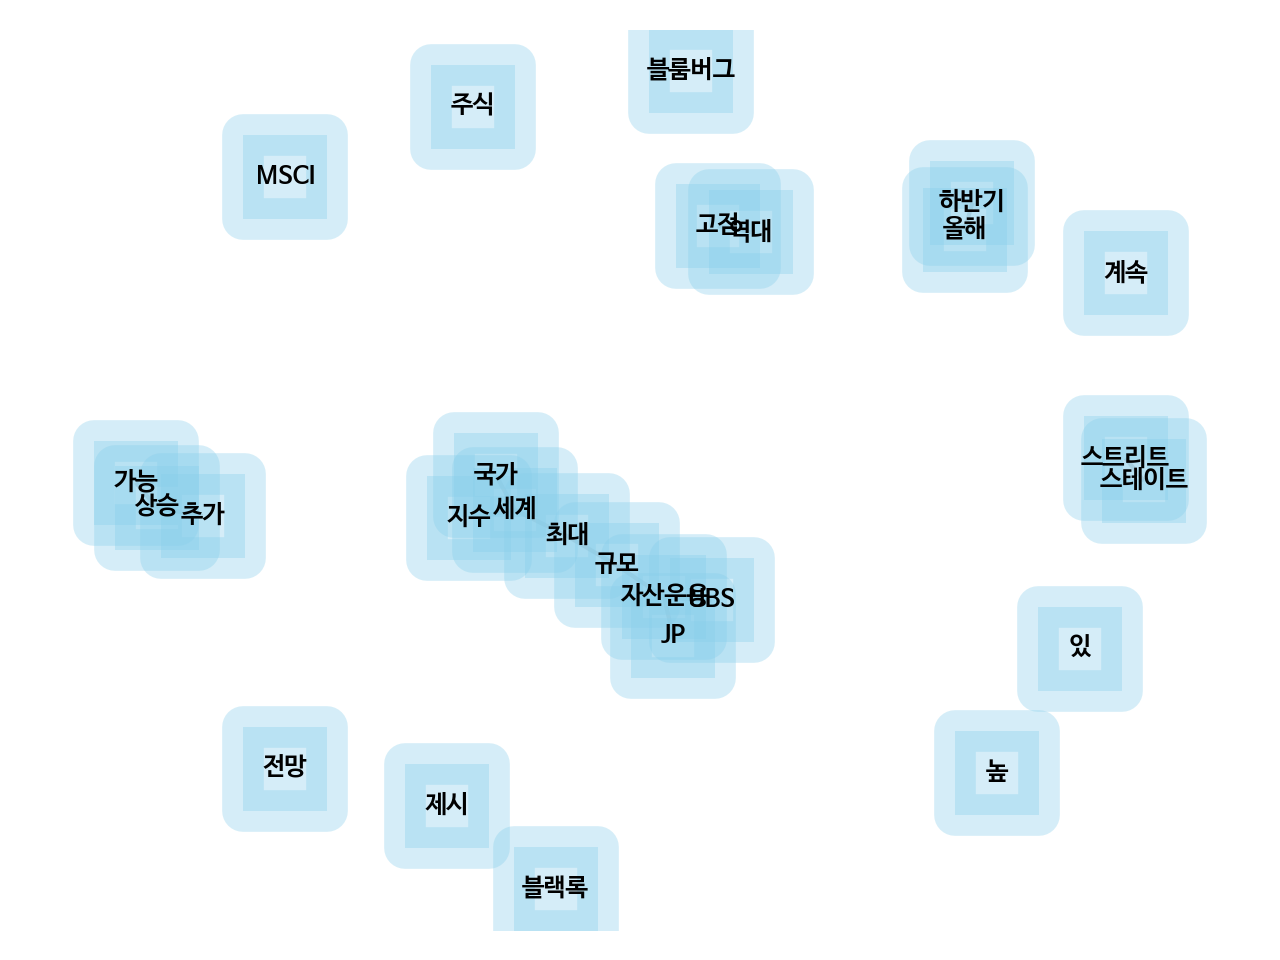 블룸버그
주식
MSCI
하반기
고점
역대
올해
계속
스트리트
국가
스테이트
가능
상승
세계
추가
지수
최대
규모
자산운용
UBS
JP
있
전망
높
제시
블랙록